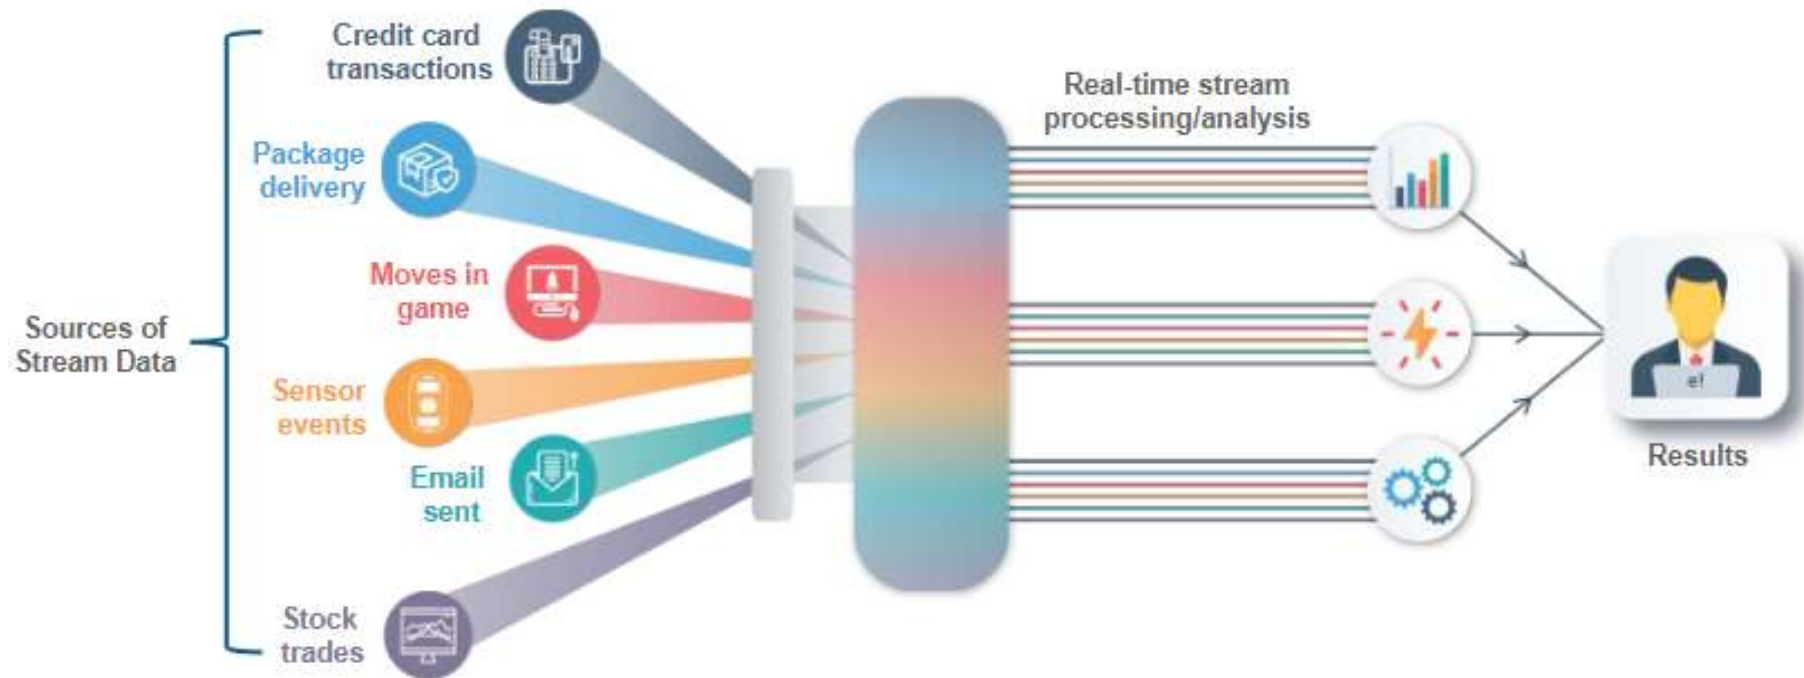 Credit card
transactions
Package
delivery
Moves in
game
Sources of
Stream Data
Sensor
events
Email
sent
Stock
trades
Real-time stream
processing/analysis
e!
Results